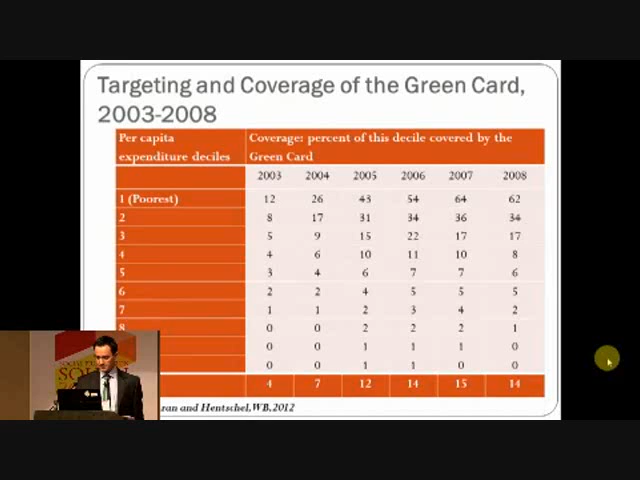 Targeting and Coverage of the Green Card,
2003-2008
Per capita Coverage: percent of this decile covered by the
expenditure deciles Green Card
2003 2004 2005 2006 2007 2008
1 (Poorest) 12 26 43 54 64 62
2 8 17 31 34 36 34
3 5 9 15 22 17 17
4 4 6 10 11 10 8
5 3 4 6 7 7 6
6 2 2 4 5 5 5
7 1 1 2 3 4 2
8 0 0 2 2 2 1
0 0 1 1 1 0
0 0 1 1 0 0
4 7 12 14 15 14
and Hentschel,WB,2012